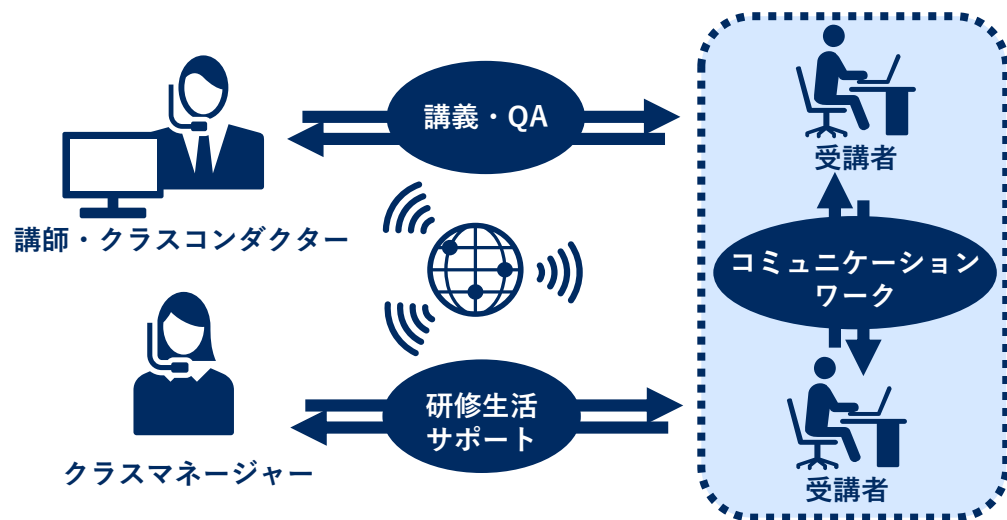 講義・QA
受講者
講師・クラスコンダクター
コミュニケーション
ワーク
研修生活
サポート
クラスマネージャー
受講者